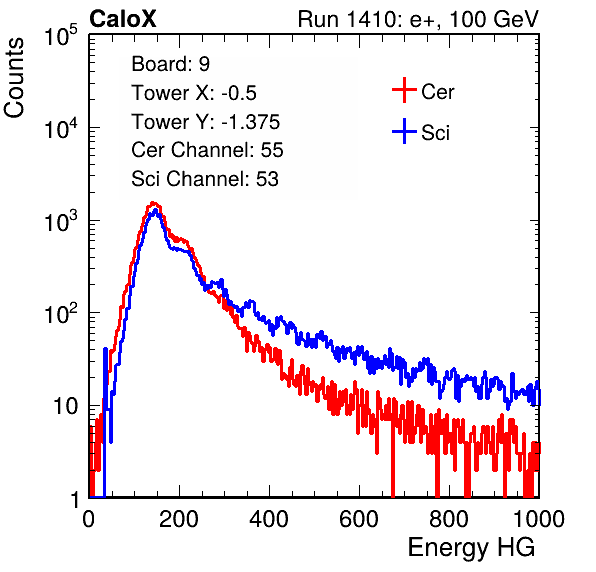 CaloX Run 1410: e+, 100 GeV
Counts
10^5
10^4
10^3
10^2
10
1
Board: 9
Tower X: -0.5
Tower Y: -1.375
Cer Channel: 55
Sci Channel: 53
Cer
Sci
0 200 400 600 800 1000
Energy HG